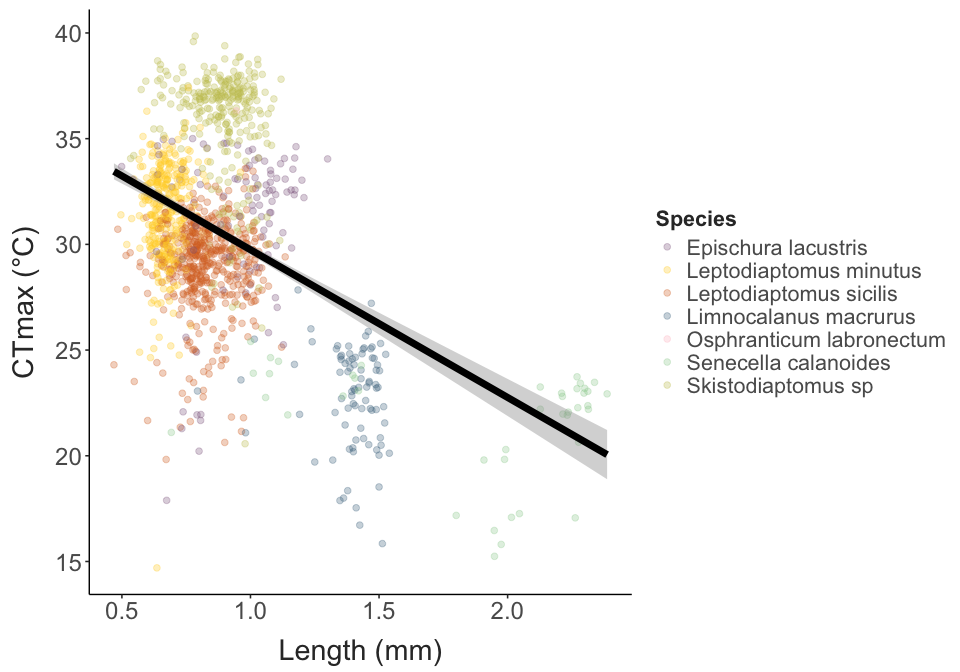 40
35
30
25
20
15
CTmax (°C)
0.5 1.0 1.5 2.0
Length (mm)
Species
Epischura lacustris
Leptodiaptomus minutus
Leptodiaptomus sicilis
Limnocalanus macrurus
Osphranticum labronectum
Senecella calanoides
Skistodiaptomus sp